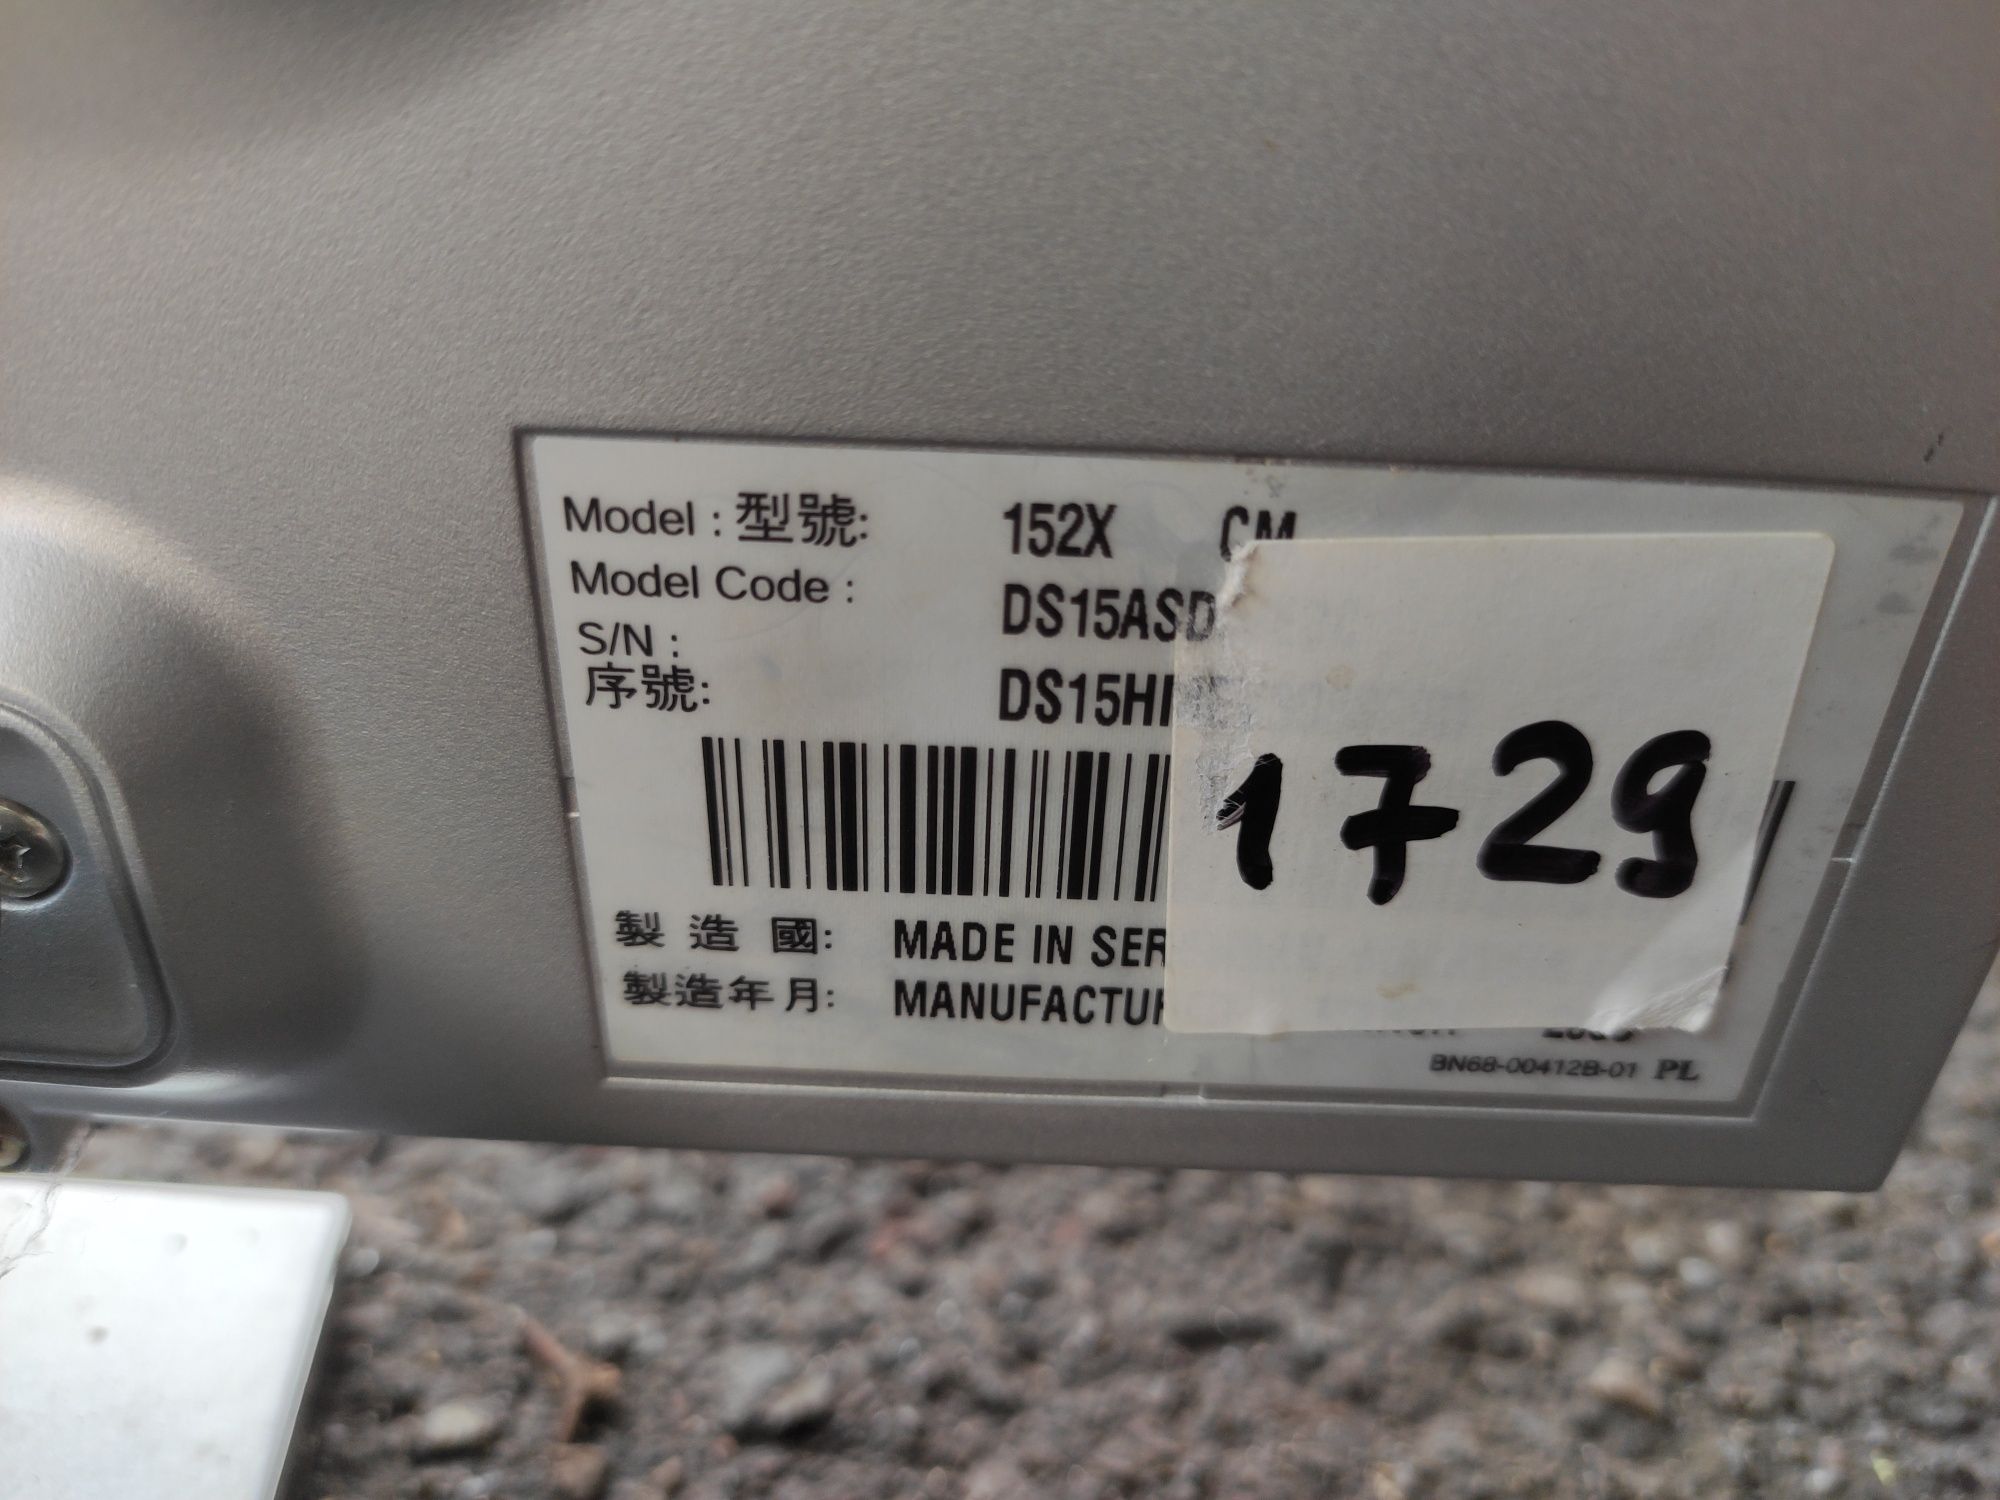 Model : 型號: 152X CM
Model Code : DS15ASD
S/N :
序號: DS15H
1729
製 造 國: MADE IN SER
製造年月: MANUFACTU
BN68-00412B-01 PL